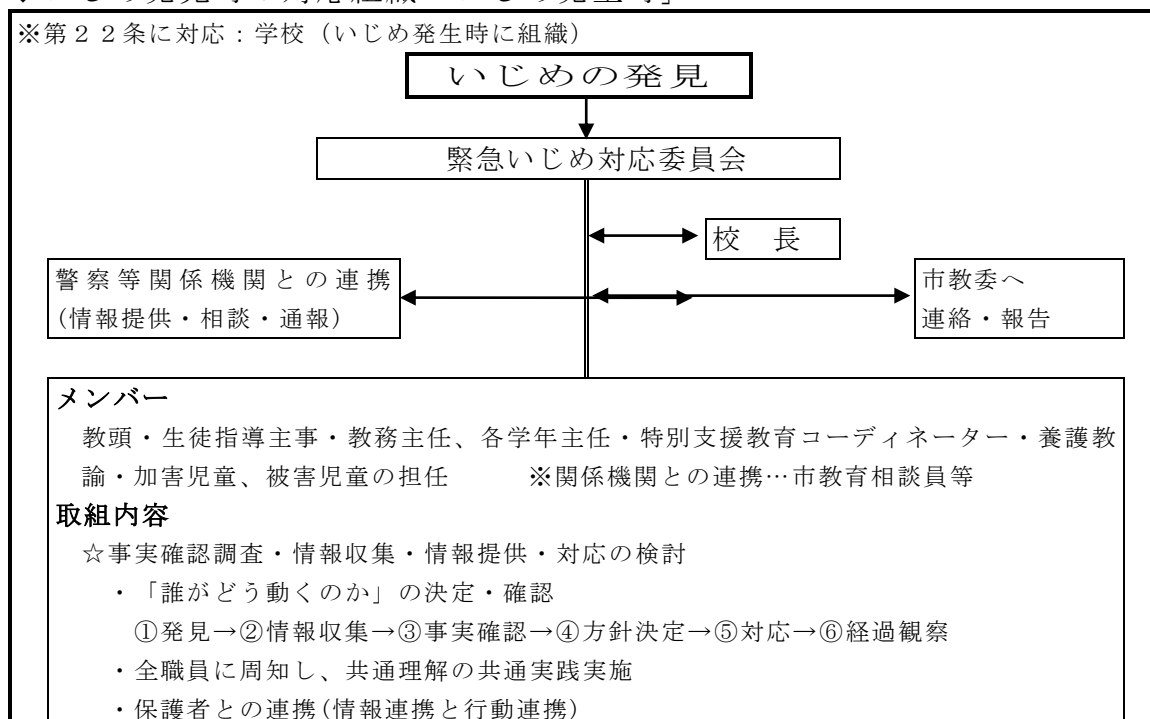 ※第２２条に対応：学校（いじめ発生時に組織）
いじめの発見
緊急いじめ対応委員会
校　長
警察等関係機関との連携
(情報提供・相談・通報)
市教委へ
連絡・報告
メンバー
教頭・生徒指導主事・教務主任、各学年主任・特別支援教育コーディネーター・養護教
諭・加害児童、被害児童の担任　　　※関係機関との連携…市教育相談員等
取組内容
☆事実確認調査・情報収集・情報提供・対応の検討
・「誰がどう動くのか」の決定・確認
①発見→②情報収集→③事実確認→④方針決定→⑤対応→⑥経過観察
・全職員に周知し、共通理解の共通実践実施
・保護者との連携(情報連携と行動連携)